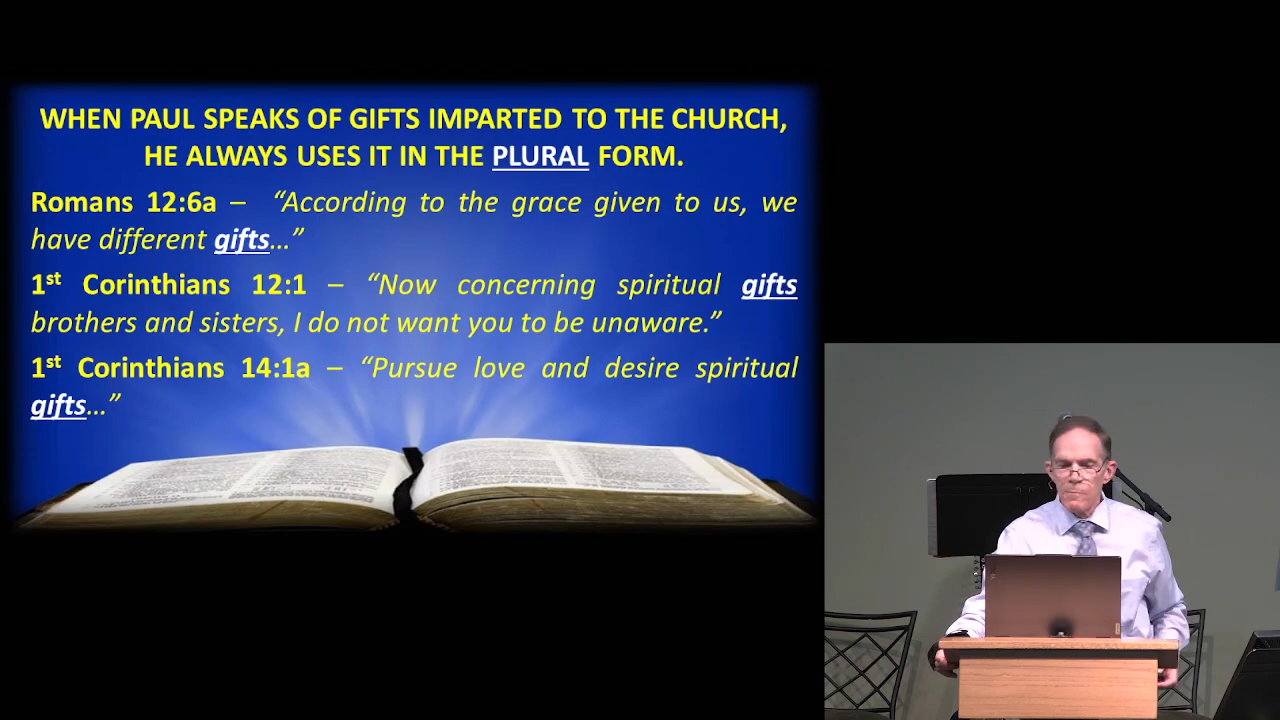 WHEN PAUL SPEAKS OF GIFTS IMPARTED TO THE CHURCH,
HE ALWAYS USES IT IN THE PLURAL FORM.
Romans 12:6a – “According to the grace given to us, we
have different gifts…”
1st Corinthians 12:1 – “Now concerning spiritual gifts
brothers and sisters, I do not want you to be unaware.”
1st Corinthians 14:1a – “Pursue love and desire spiritual
gifts…”